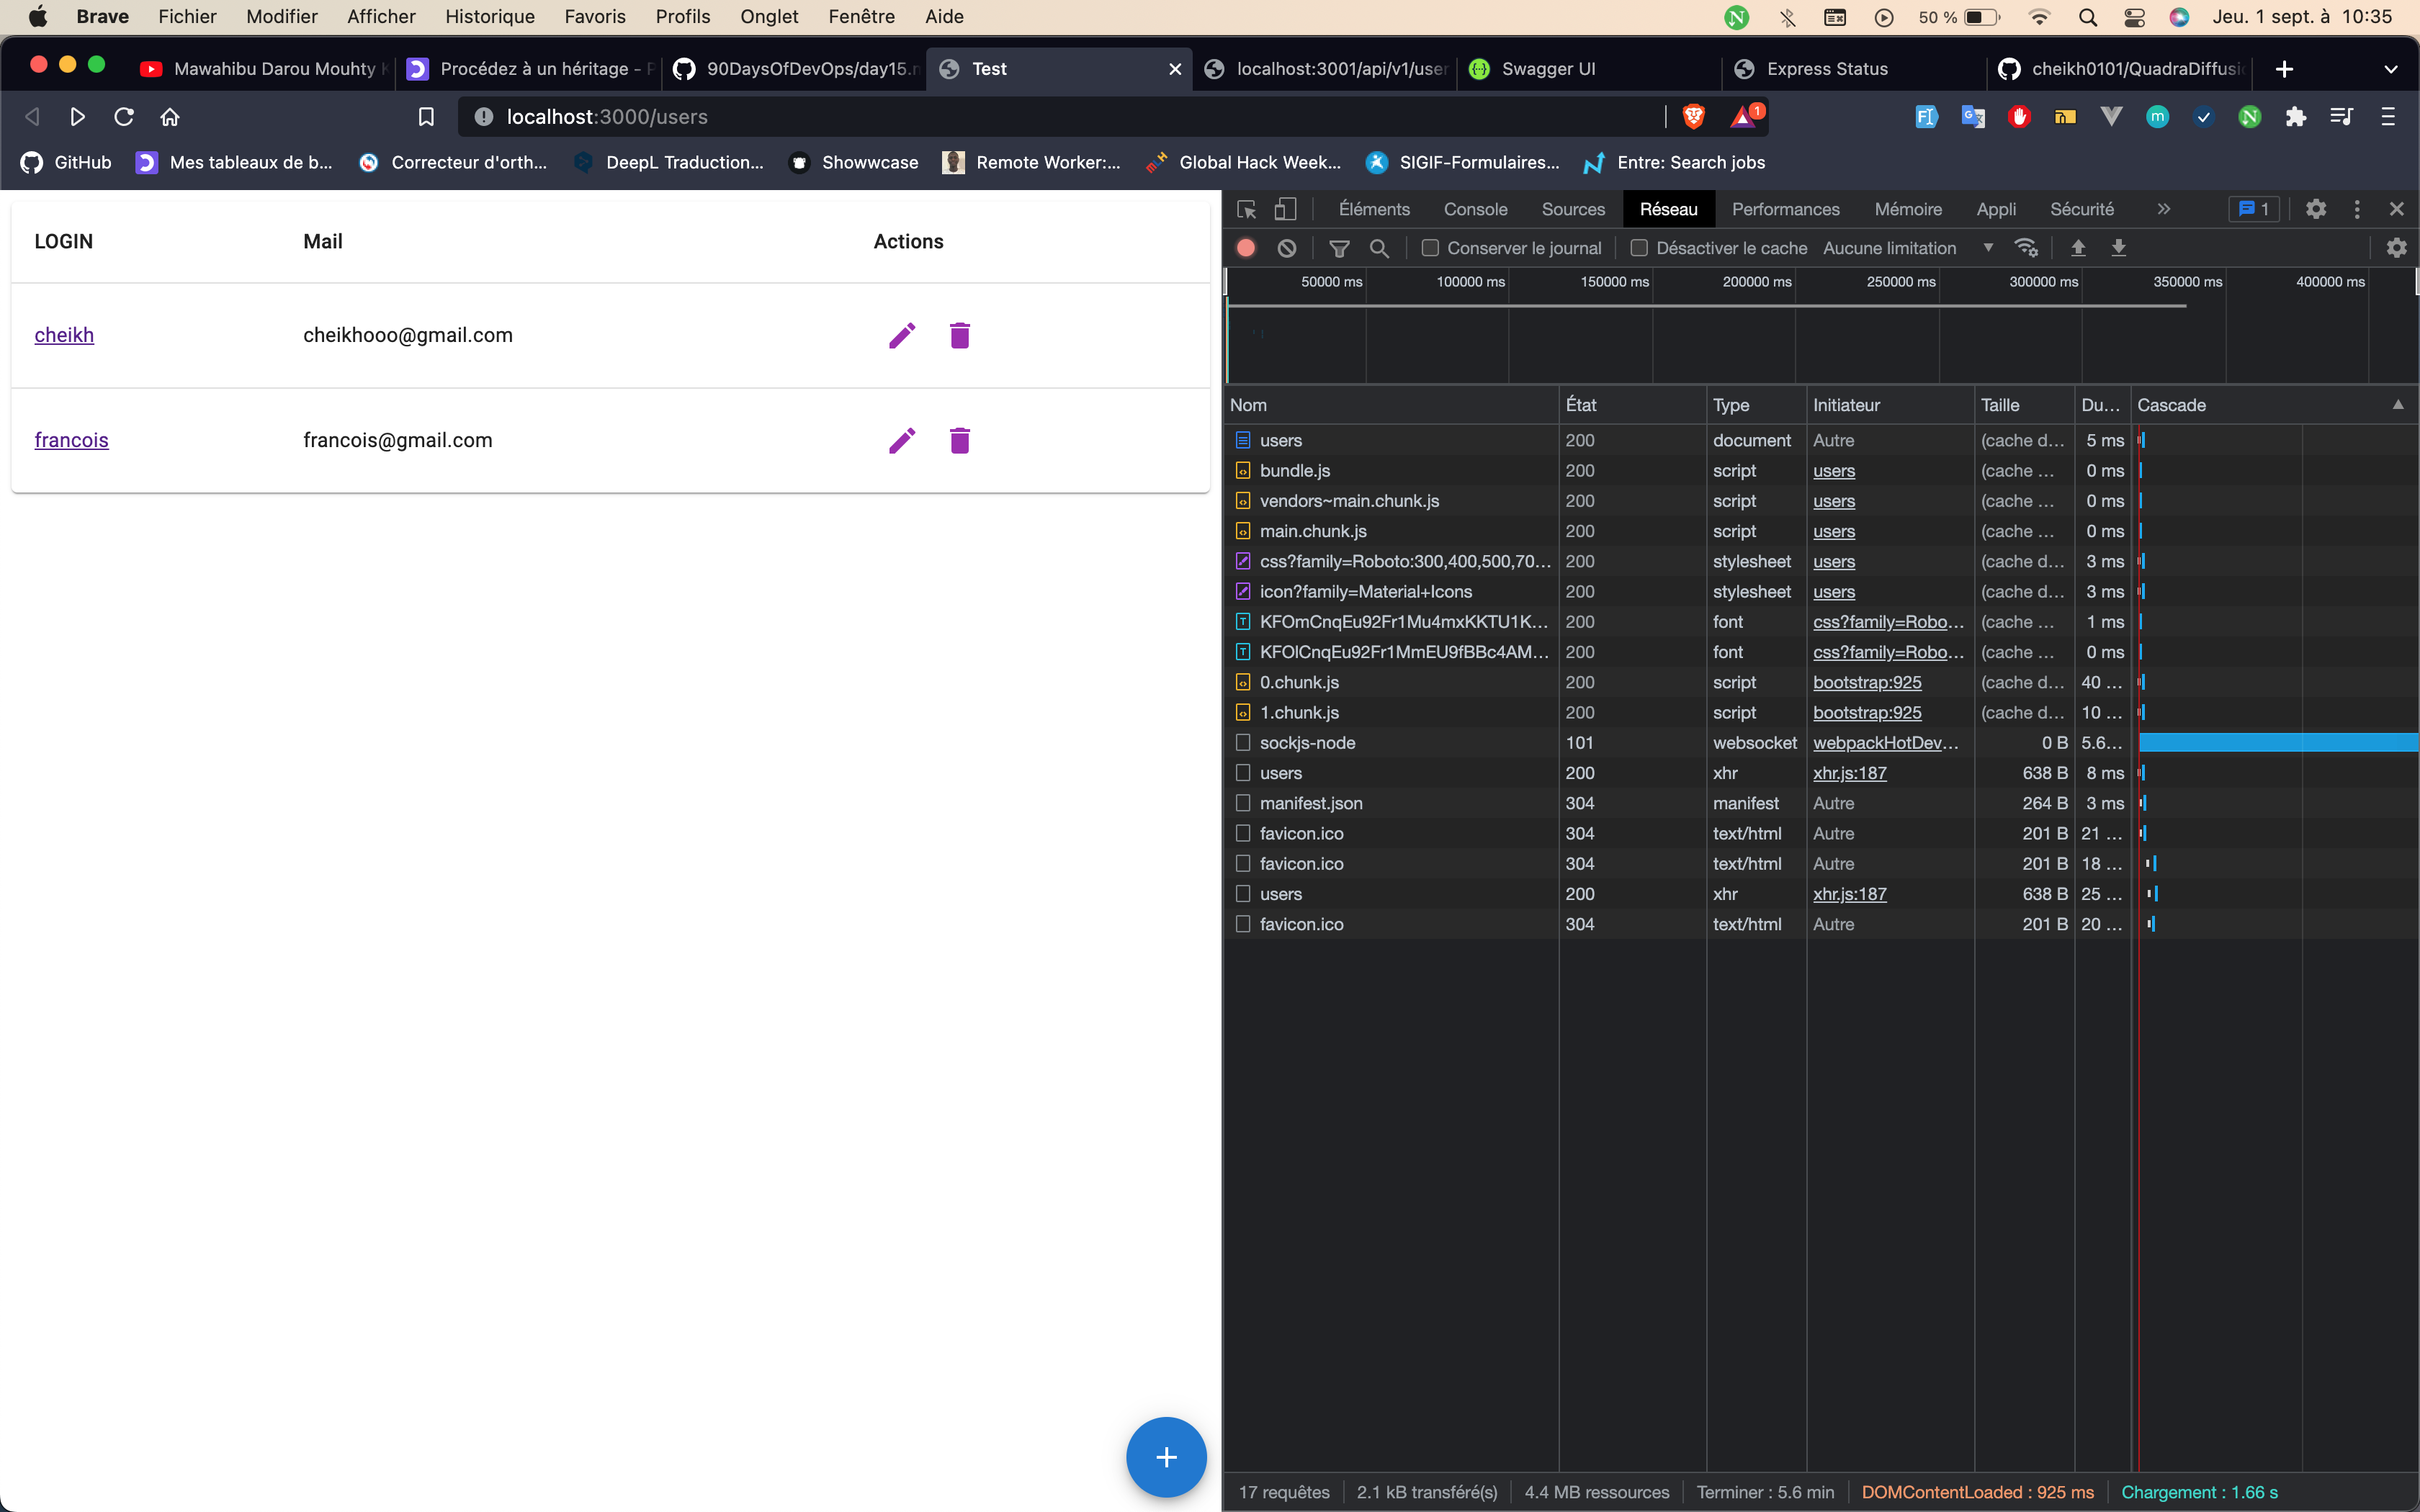 Brave Fichier Modifier Afficher Historique Favoris Profils Onglet Fenêtre Aide 50 % Jeu. 1 sept. à 10:35
Mawahibu Darou Mouhty Procédez à un héritage - 90DaysOfDevOps/day15. Test localhost:3001/api/v1/user Swagger UI Express Status cheikh0101/QuadraDiffusi
localhost:3000/users 1
GitHub Mes tableaux de b... Correcteur d'orth... DeepL Traduction... Showwcase Remote Worker:... Global Hack Week... SIGIF-Formulaires... Entre: Search jobs
LOGIN Mail Actions
cheikh cheikhooo@gmail.com
francois francois@gmail.com
Éléments Console Sources Réseau Performances Mémoire Appli Sécurité 1
Conserver le journal Désactiver le cache Aucune limitation
50000 ms 100000 ms 150000 ms 200000 ms 250000 ms 300000 ms 350000 ms 400000 ms
Nom État Type Initiateur Taille Du... Cascade
users 200 document Autre (cache d... 5 ms
bundle.js 200 script users (cache ... 0 ms
vendors~main.chunk.js 200 script users (cache ... 0 ms
main.chunk.js 200 script users (cache ... 0 ms
css?family=Roboto:300,400,500,70... 200 stylesheet users (cache d... 3 ms
icon?family=Material+Icons 200 stylesheet users (cache d... 3 ms
KFOmCnqEu92Fr1Mu4mxKKTU1K... 200 font css?family=Robo... (cache ... 1 ms
KFOlCnqEu92Fr1MmEU9fBBc4AM... 200 font css?family=Robo... (cache ... 0 ms
0.chunk.js 200 script bootstrap:925 (cache d... 40 ...
1.chunk.js 200 script bootstrap:925 (cache d... 10 ...
sockjs-node 101 websocket webpackHotDev... 0 B 5.6...
users 200 xhr xhr.js:187 638 B 8 ms
manifest.json 304 manifest Autre 264 B 3 ms
favicon.ico 304 text/html Autre 201 B 21 ...
favicon.ico 304 text/html Autre 201 B 18 ...
users 200 xhr xhr.js:187 638 B 25 ...
favicon.ico 304 text/html Autre 201 B 20 ...
17 requêtes 2.1 kB transféré(s) 4.4 MB ressources Terminer : 5.6 min DOMContentLoaded : 925 ms Chargement : 1.66 s